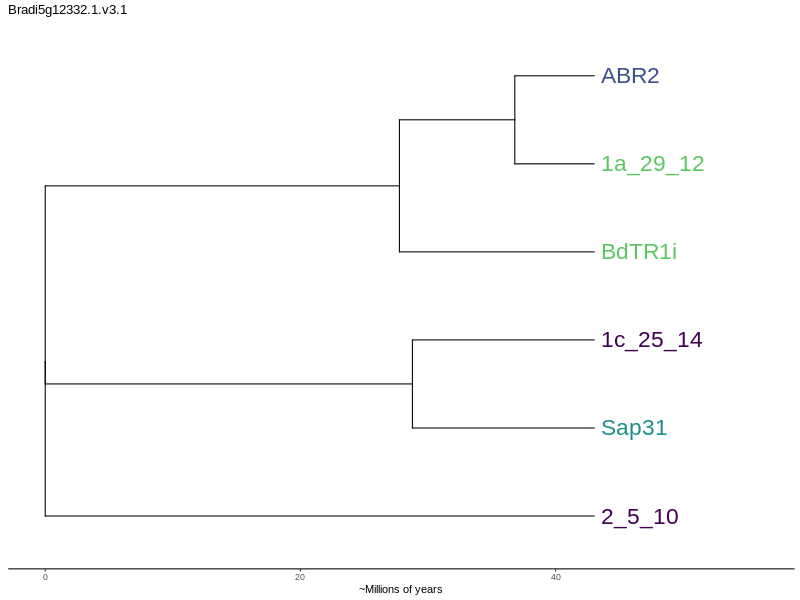 Bradi5g12332.1.v3.1
ABR2
1a_29_12
BdTR1i
1c_25_14
Sap31
2_5_10
0 20 40
~Millions of years